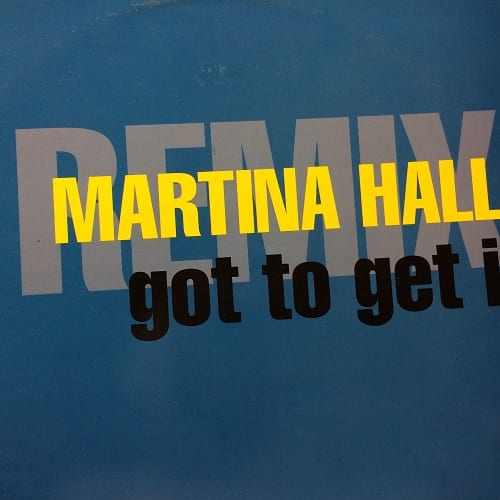 REMIX
MARTINA HALL
got to get i